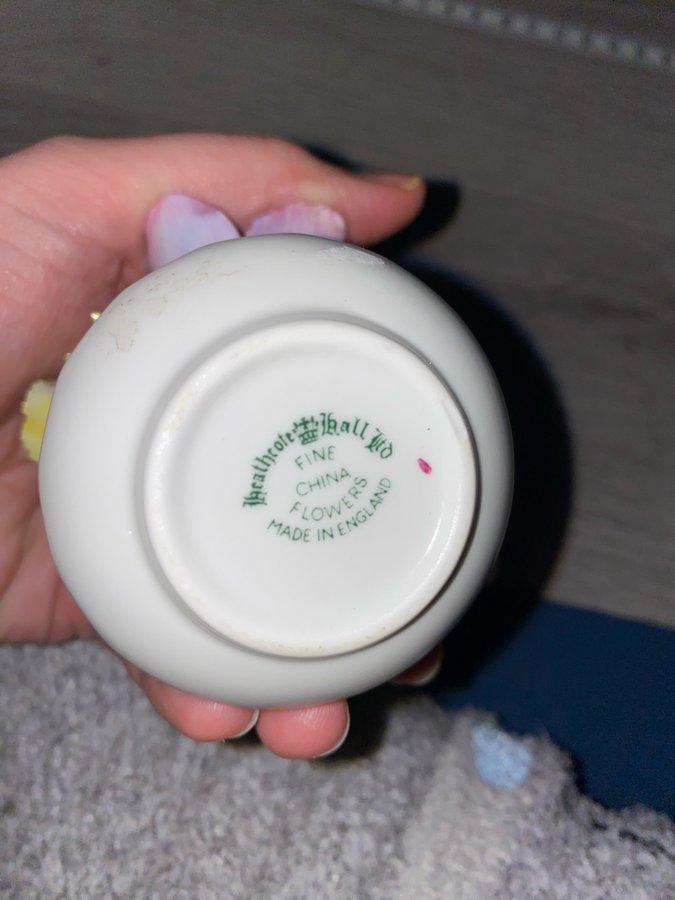 Heathcote Hall Ltd
FINE
CHINA
FLOWERS
MADE IN ENGLAND